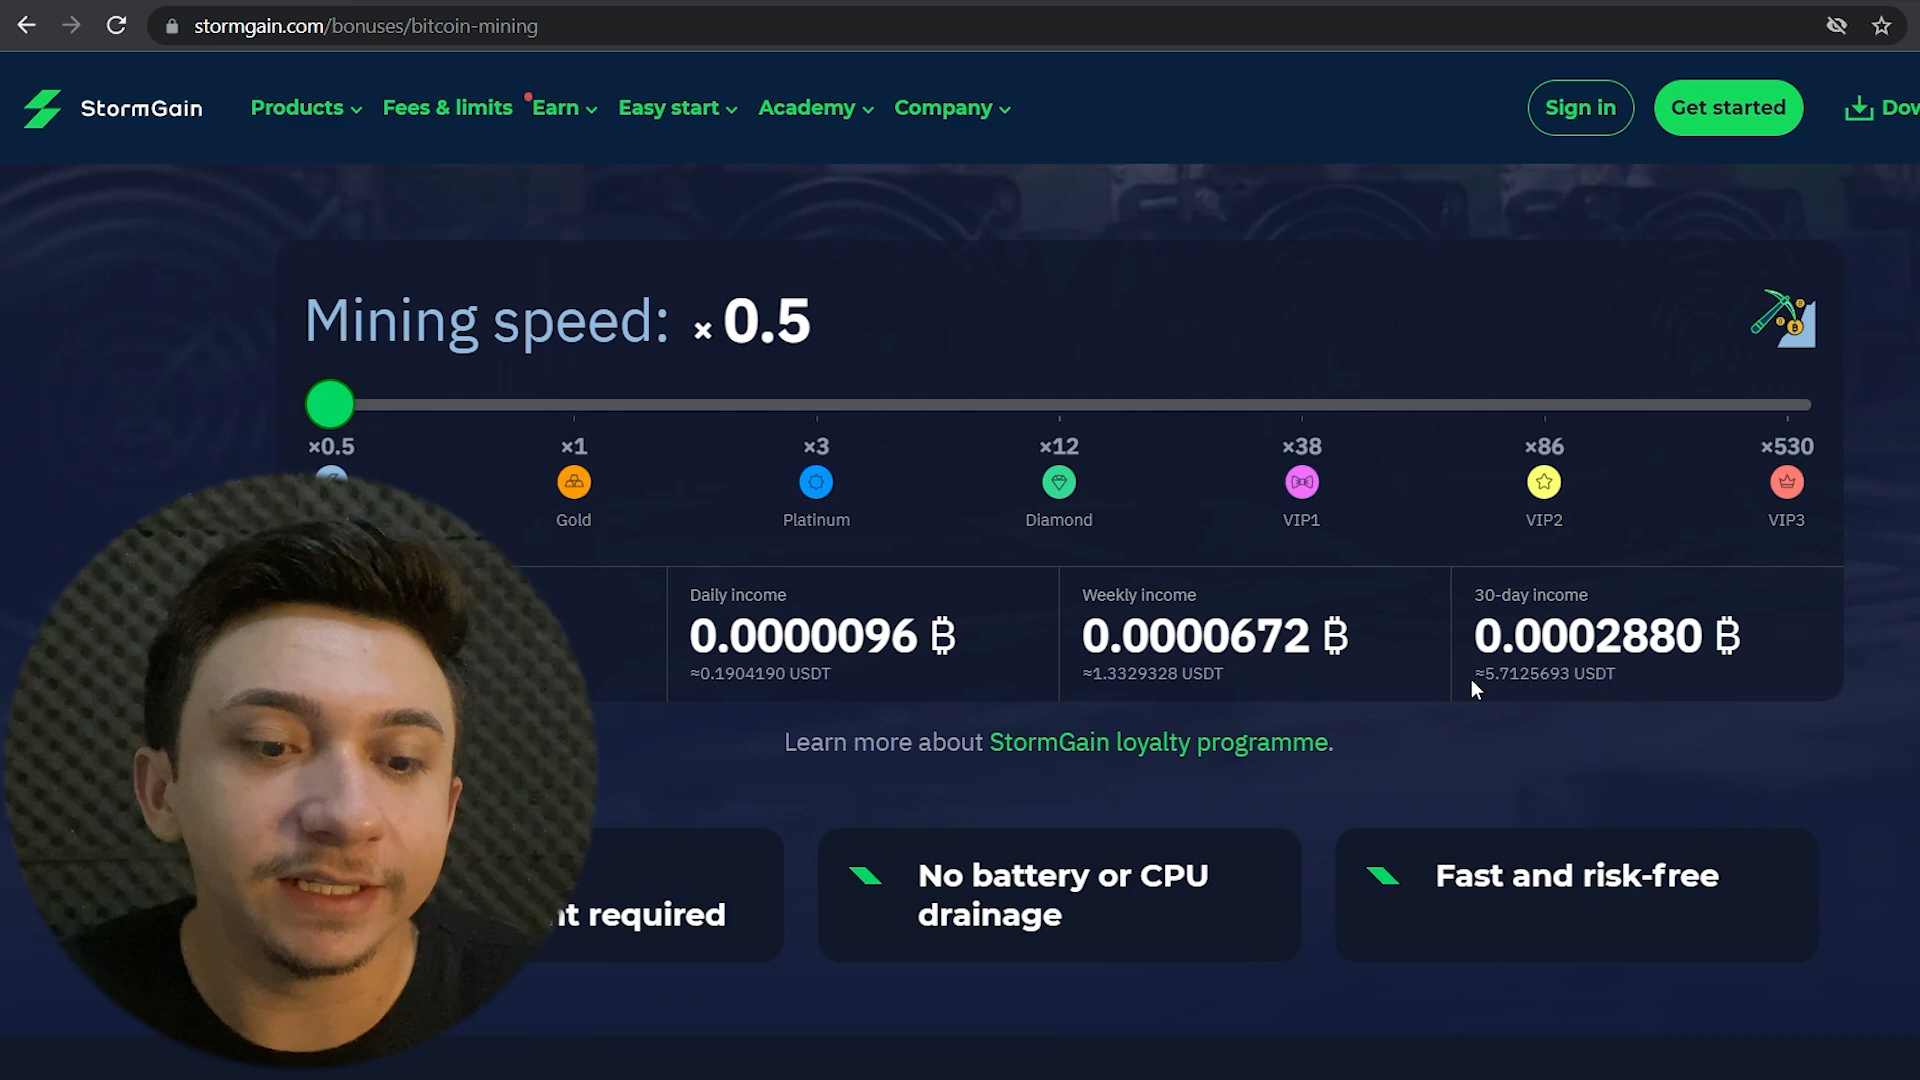 stormgain.com/bonuses/bitcoin-mining
StormGain
Products
Fees & limits
Earn
Easy start
Academy
Company
Sign in
Get started
Dow
Mining speed: × 0.5
×0.5
×1
×3
×12
×38
×86
×530
Gold
Platinum
Diamond
VIP1
VIP2
VIP3
Daily income
0.0000096 ₿
≈0.1904190 USDT
Weekly income
0.0000672 ₿
≈1.3329328 USDT
30-day income
0.0002880 ₿
≈5.7125693 USDT
Learn more about StormGain loyalty programme.
nt required
No battery or CPU
drainage
Fast and risk-free